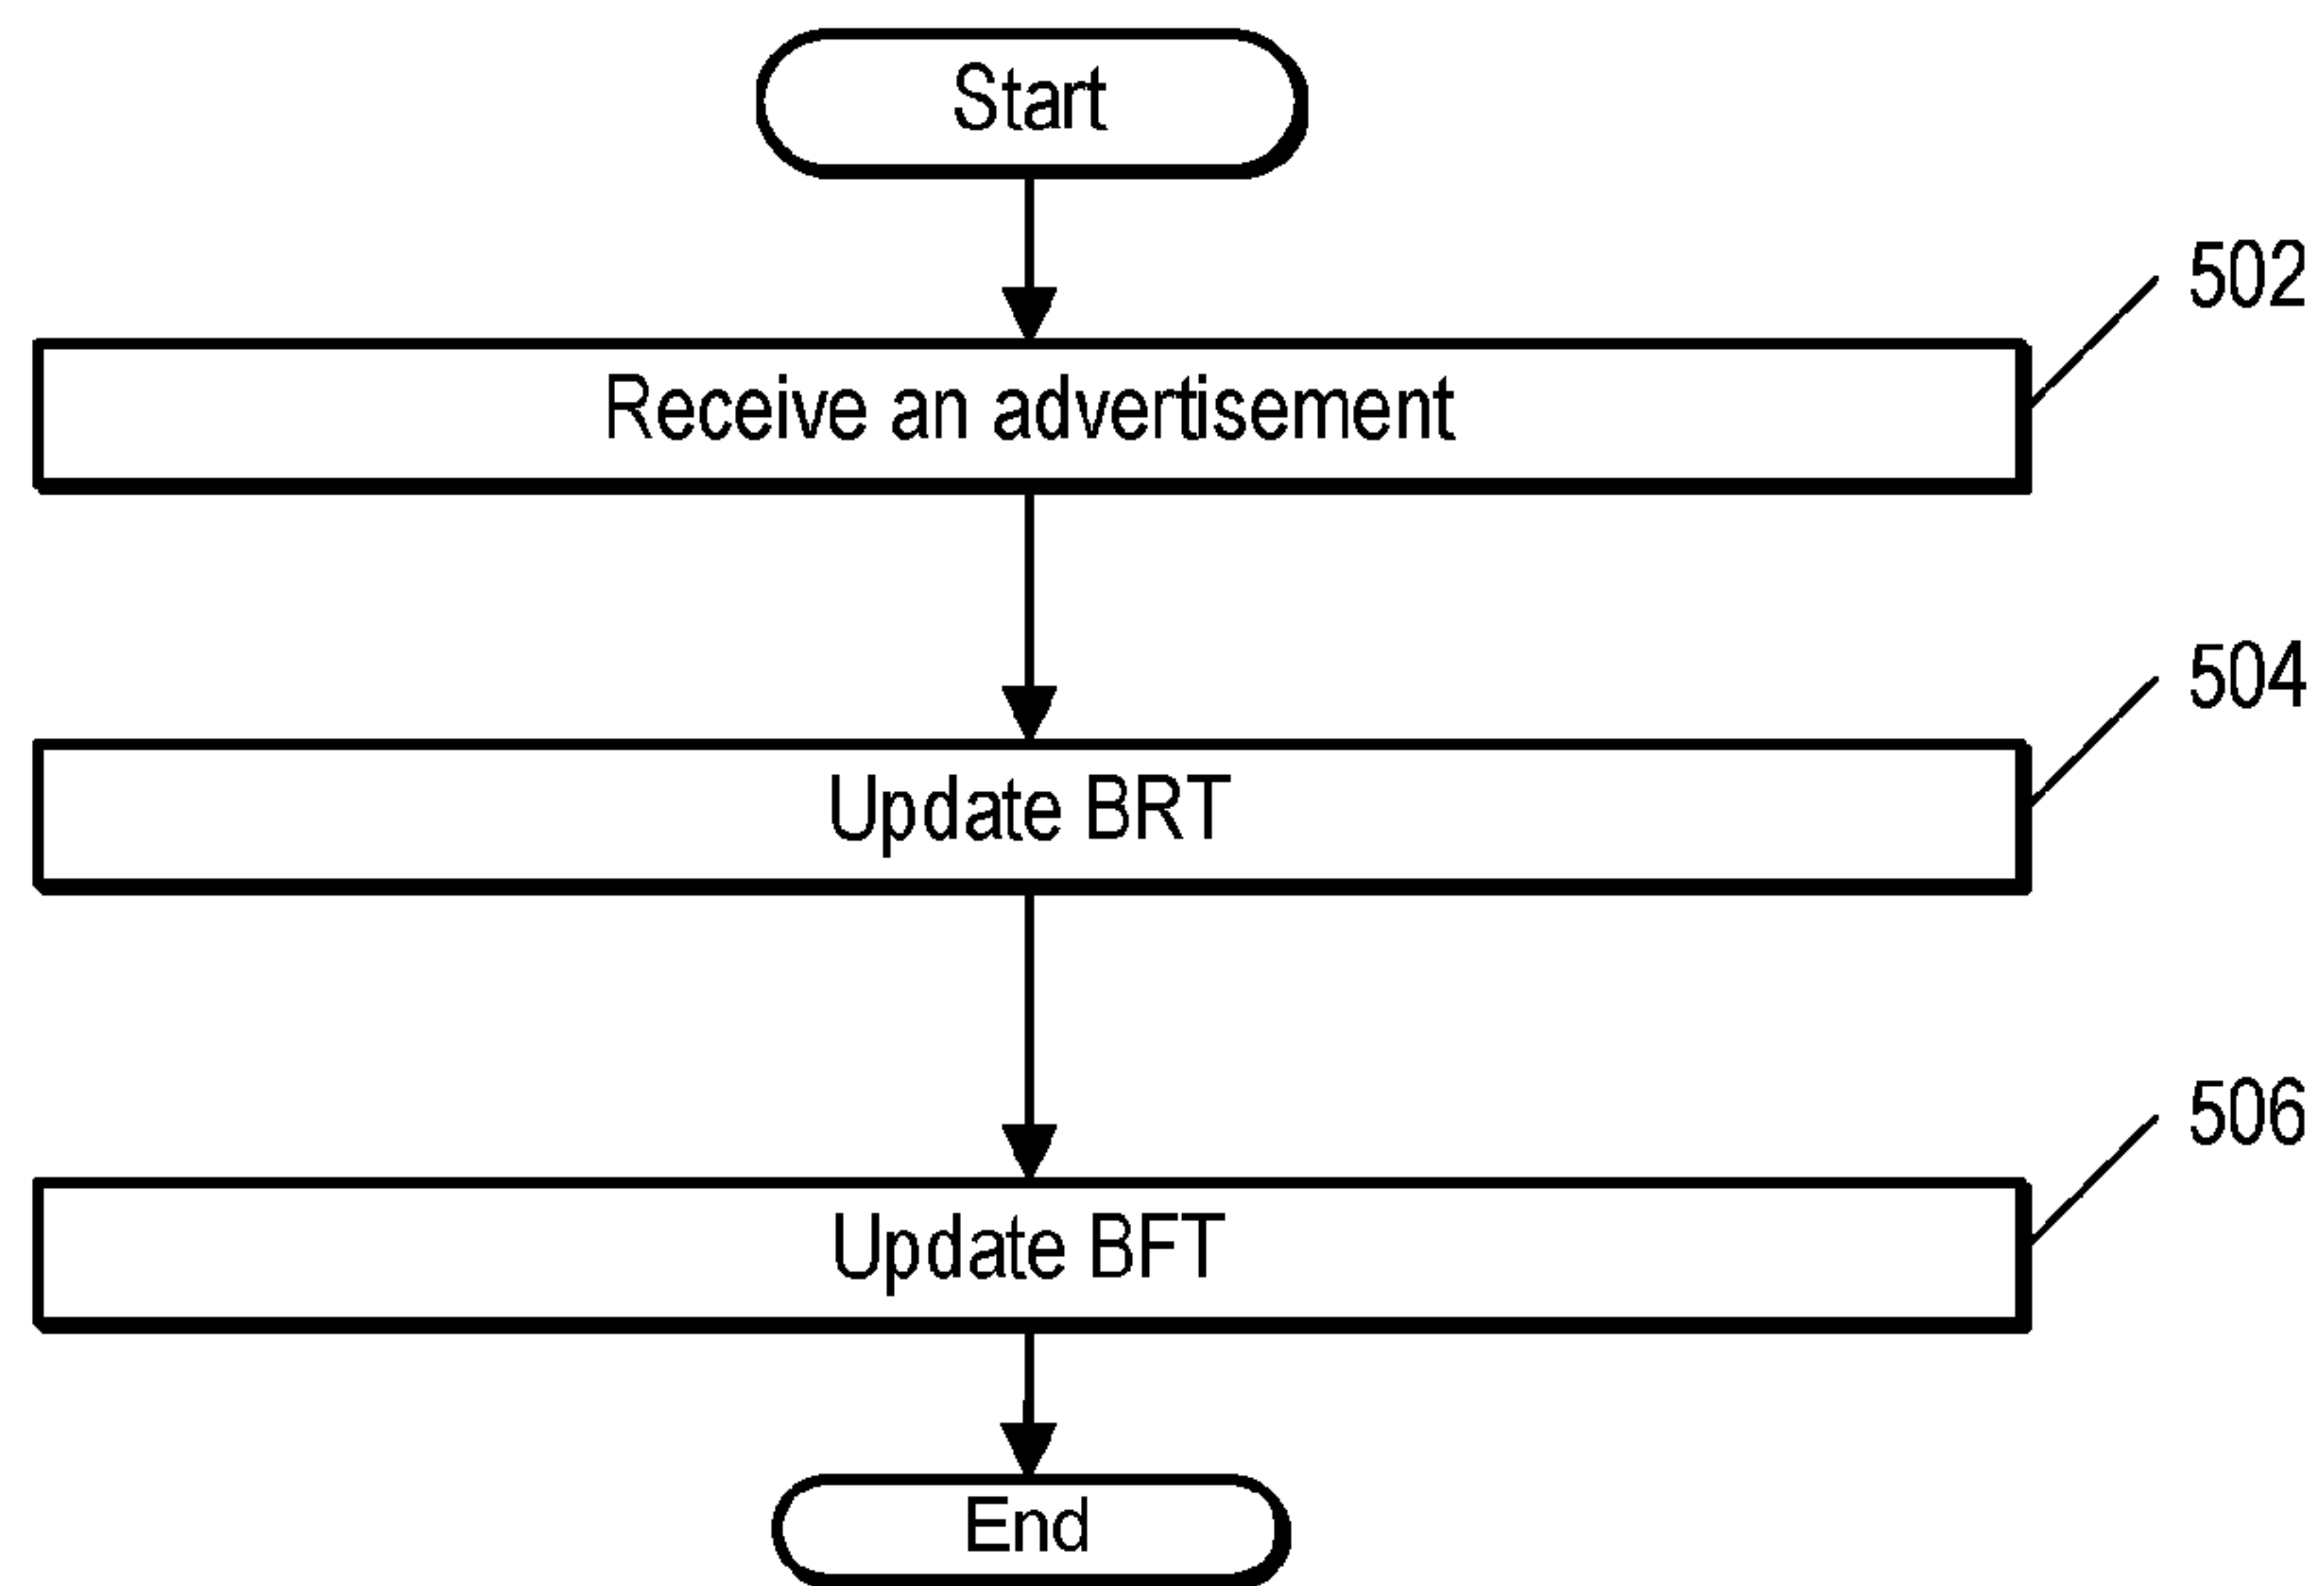 Start
502
Receive an advertisement
504
Update BRT
506
Update BFT
End